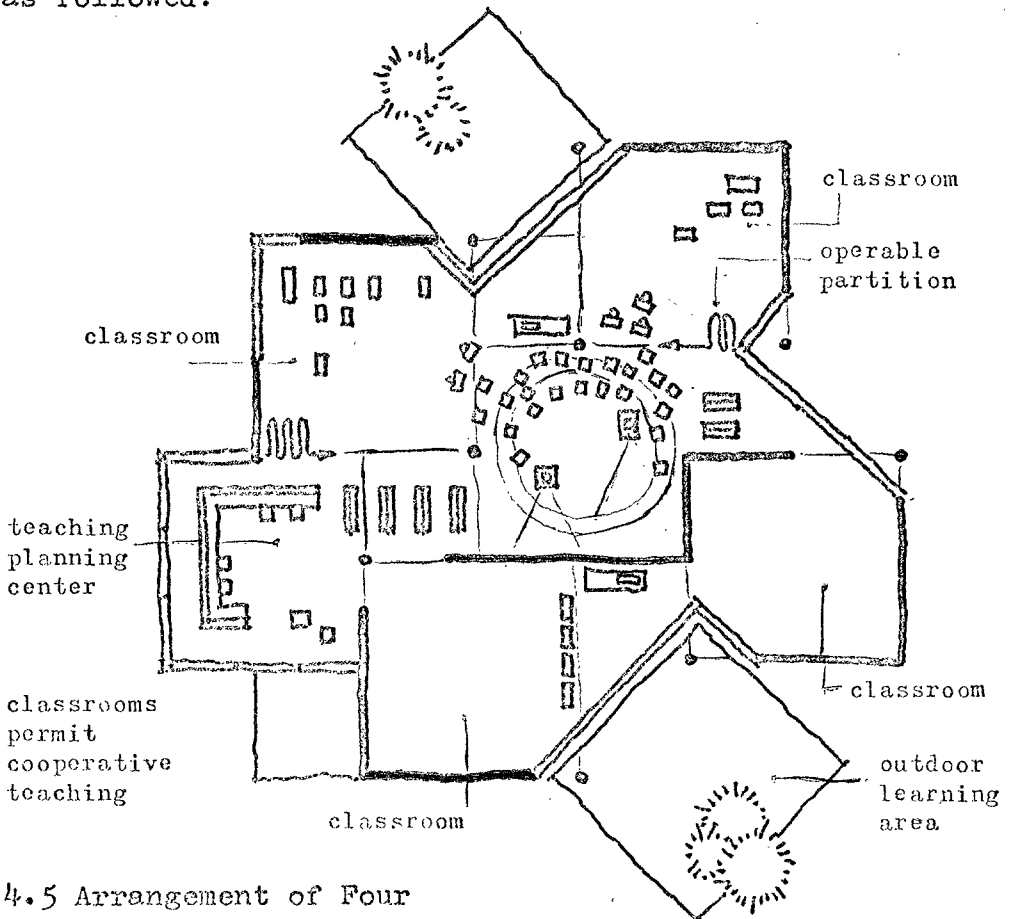 as followed.
classroom
operable
partition
classroom
teaching
planning
center
classroom
classrooms
permit
cooperative
teaching
outdoor
learning
area
classroom
4.5 Arrangement of Four